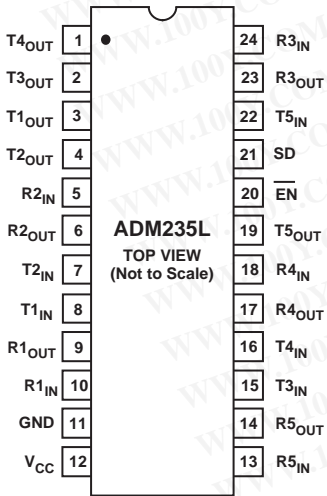 T4OUT 1 24 R3IN
T3OUT 2 23 R3OUT
T1OUT 3 22 T5IN
T2OUT 4 21 SD
R2IN 5 20 EN
R2OUT 6 ADM235L 19 T5OUT
TOP VIEW
(Not to Scale)
T2IN 7 18 R4IN
T1IN 8 17 R4OUT
R1OUT 9 16 T4IN
R1IN 10 15 T3IN
GND 11 14 R5OUT
VCC 12 13 R5IN